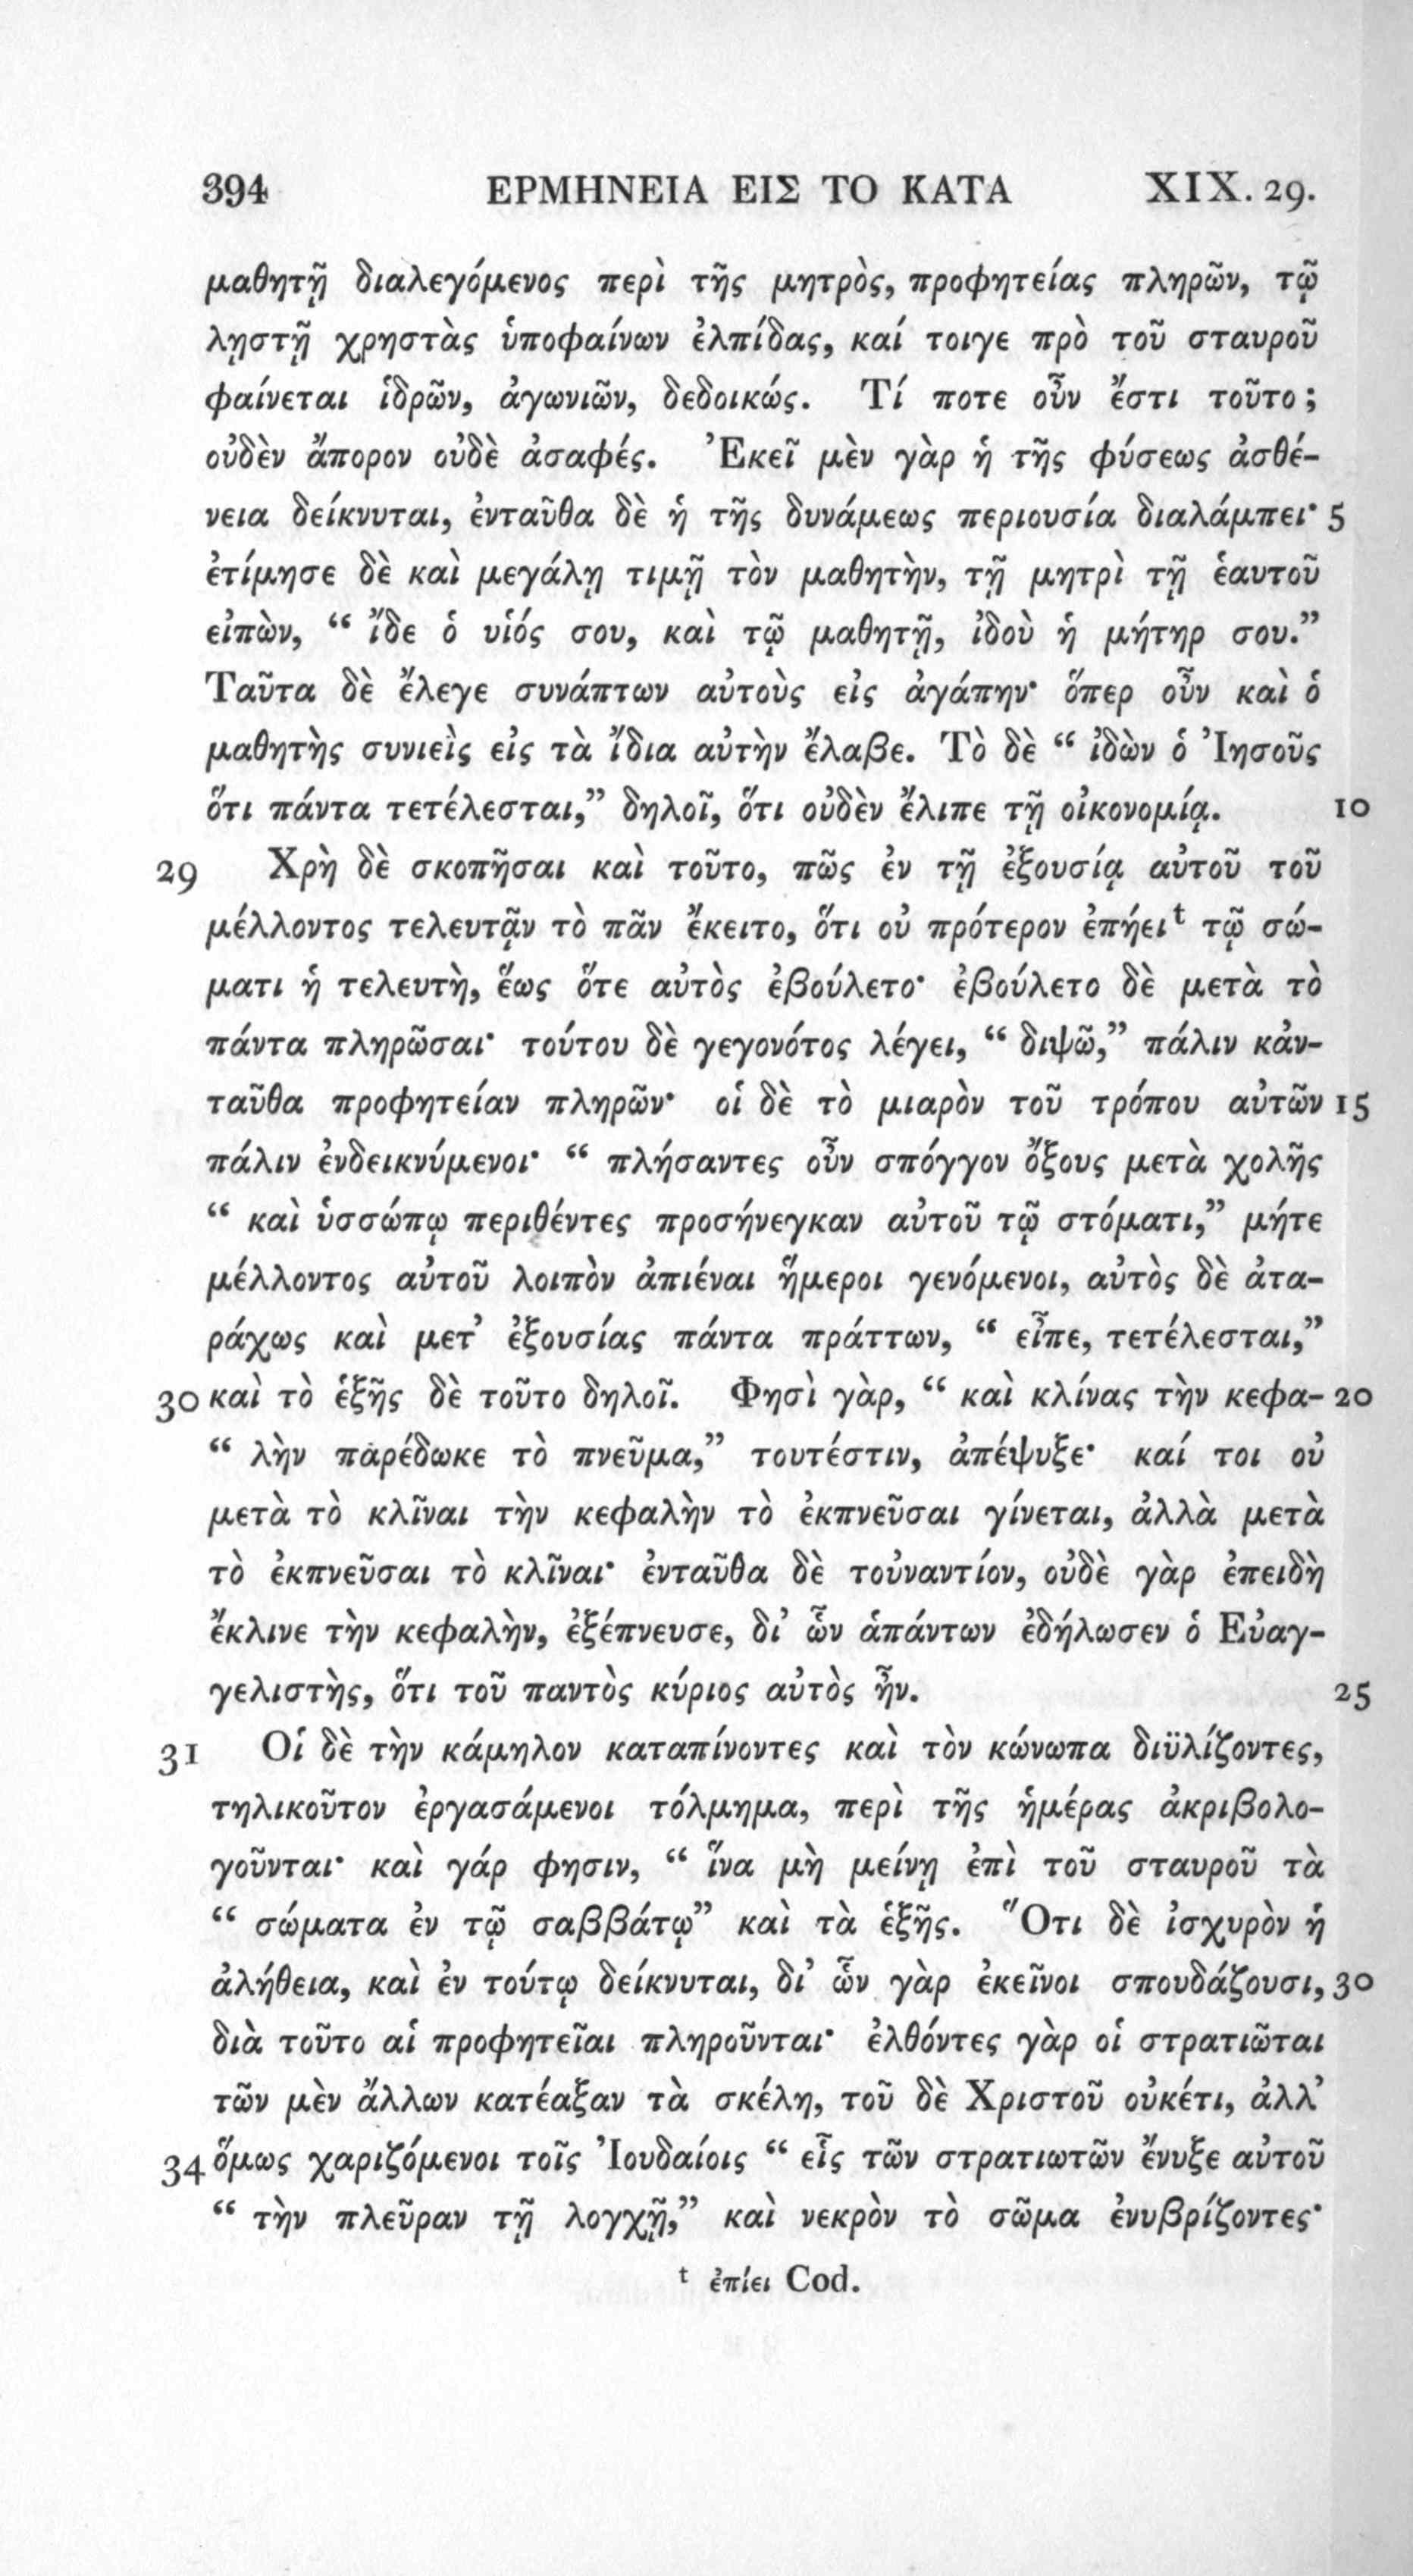 394 ΕΡΜΗΝΕΙΑ ΕΙΣ ΤΟ ΚΑΤΑ XIX. 29.
μαθητῇ διαλεγόμενος περὶ τῆς μητρὸς, προφητείας πληρῶν, τῷ
λῃστῇ χρηστὰς ὑποφαίνων ἐλπίδας, καί τοιγε πρὸ τοῦ σταυροῦ
φαίνεται ἱδρῶν, ἀγωνιῶν, δεδοικώς. Τί ποτε οὖν ἔστι τοῦτο;
οὐδὲν ἄπορον οὐδὲ ἀσαφές. Ἐκεῖ μὲν γὰρ ἡ τῆς φύσεως ἀσθέ-
νεια δείκνυται, ἐνταῦθα δὲ ἡ τῆς δυνάμεως περιουσία διαλάμπει· 5
ἐτίμησε δὲ καὶ μεγάλῃ τιμῇ τὸν μαθητὴν, τῇ μητρὶ τῇ ἑαυτοῦ
εἰπὼν, “ ἴδε ὁ υἱός σου, καὶ τῷ μαθητῇ, ἰδοὺ ἡ μήτηρ σου.”
Ταῦτα δὲ ἔλεγε συνάπτων αὐτοὺς εἰς ἀγάπην· ὅπερ οὖν καὶ ὁ
μαθητὴς συνιεὶς εἰς τὰ ἴδια αὐτὴν ἔλαβε. Τὸ δὲ “ ἰδὼν ὁ Ἰησοῦς
ὅτι πάντα τετέλεσται,” δηλοῖ, ὅτι οὐδὲν ἔλιπε τῇ οἰκονομίᾳ. 10
29 Χρὴ δὲ σκοπῆσαι καὶ τοῦτο, πῶς ἐν τῇ ἐξουσίᾳ αὐτοῦ τοῦ
μέλλοντος τελευτᾷν τὸ πᾶν ἔκειτο, ὅτι οὐ πρότερον ἐπῄει t τῷ σώ-
ματι ἡ τελευτὴ, ἕως ὅτε αὐτὸς ἐβούλετο· ἐβούλετο δὲ μετὰ τὸ
πάντα πληρῶσαι· τούτου δὲ γεγονότος λέγει, “ διψῶ,” πάλιν κἀν-
ταῦθα προφητείαν πληρῶν· οἱ δὲ τὸ μιαρὸν τοῦ τρόπου αὐτῶν 15
πάλιν ἐνδεικνύμενοι· “ πλήσαντες οὖν σπόγγον ὄξους μετὰ χολῆς
“ καὶ ὑσσώπῳ περιθέντες προσήνεγκαν αὐτοῦ τῷ στόματι,” μήτε
μέλλοντος αὐτοῦ λοιπὸν ἀπιέναι ἥμεροι γενόμενοι, αὐτὸς δὲ ἀτα-
ράχως καὶ μετ’ ἐξουσίας πάντα πράττων, “ εἶπε, τετέλεσται,”
30 καὶ τὸ ἑξῆς δὲ τοῦτο δηλοῖ. Φησὶ γὰρ, “ καὶ κλίνας τὴν κεφα- 20
“ λὴν παρέδωκε τὸ πνεῦμα,” τουτέστιν, ἀπέψυξε· καί τοι οὐ
μετὰ τὸ κλῖναι τὴν κεφαλὴν τὸ ἐκπνεῦσαι γίνεται, ἀλλὰ μετὰ
τὸ ἐκπνεῦσαι τὸ κλῖναι· ἐνταῦθα δὲ τοὐναντίον, οὐδὲ γὰρ ἐπειδὴ
ἔκλινε τὴν κεφαλὴν, ἐξέπνευσε, δι’ ὧν ἁπάντων ἐδήλωσεν ὁ Εὐαγ-
γελιστὴς, ὅτι τοῦ παντὸς κύριος αὐτὸς ἦν. 25
31 Οἱ δὲ τὴν κάμηλον καταπίνοντες καὶ τὸν κώνωπα διϋλίζοντες,
τηλικοῦτον ἐργασάμενοι τόλμημα, περὶ τῆς ἡμέρας ἀκριβολο-
γοῦνται· καὶ γάρ φησιν, “ ἵνα μὴ μείνῃ ἐπὶ τοῦ σταυροῦ τὰ
“ σώματα ἐν τῷ σαββάτῳ” καὶ τὰ ἑξῆς. Ὅτι δὲ ἰσχυρὸν ἡ
ἀλήθεια, καὶ ἐν τούτῳ δείκνυται, δι’ ὧν γὰρ ἐκεῖνοι σπουδάζουσι, 30
διὰ τοῦτο αἱ προφητεῖαι πληροῦνται· ἐλθόντες γὰρ οἱ στρατιῶται
τῶν μὲν ἄλλων κατέαξαν τὰ σκέλη, τοῦ δὲ Χριστοῦ οὐκέτι, ἀλλ’
34 ὅμως χαριζόμενοι τοῖς Ἰουδαίοις “ εἷς τῶν στρατιωτῶν ἔνυξε αὐτοῦ
“ τὴν πλεῦραν τῇ λογχῇ,” καὶ νεκρὸν τὸ σῶμα ἐνυβρίζοντες·
t ἐπίει Cod.